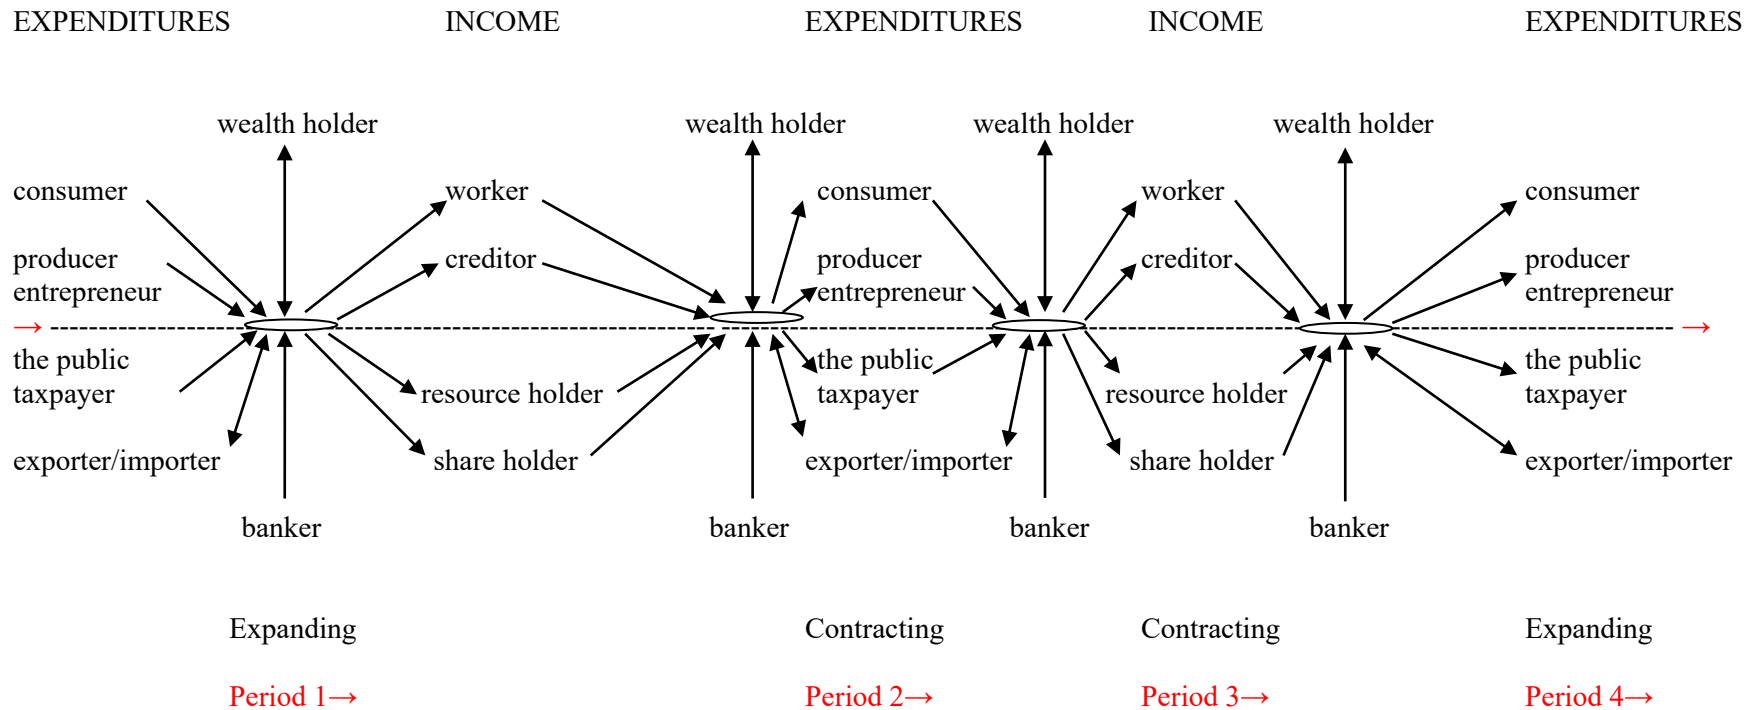 EXPENDITURES INCOME EXPENDITURES INCOME EXPENDITURES
wealth holder wealth holder wealth holder wealth holder
consumer worker consumer worker consumer
producer creditor producer creditor producer
entrepreneur entrepreneur entrepreneur
→ →
the public the public the public
taxpayer resource holder taxpayer resource holder taxpayer
exporter/importer share holder exporter/importer share holder exporter/importer
banker banker banker banker
Expanding Contracting Contracting Expanding
Period 1→ Period 2→ Period 3→ Period 4→